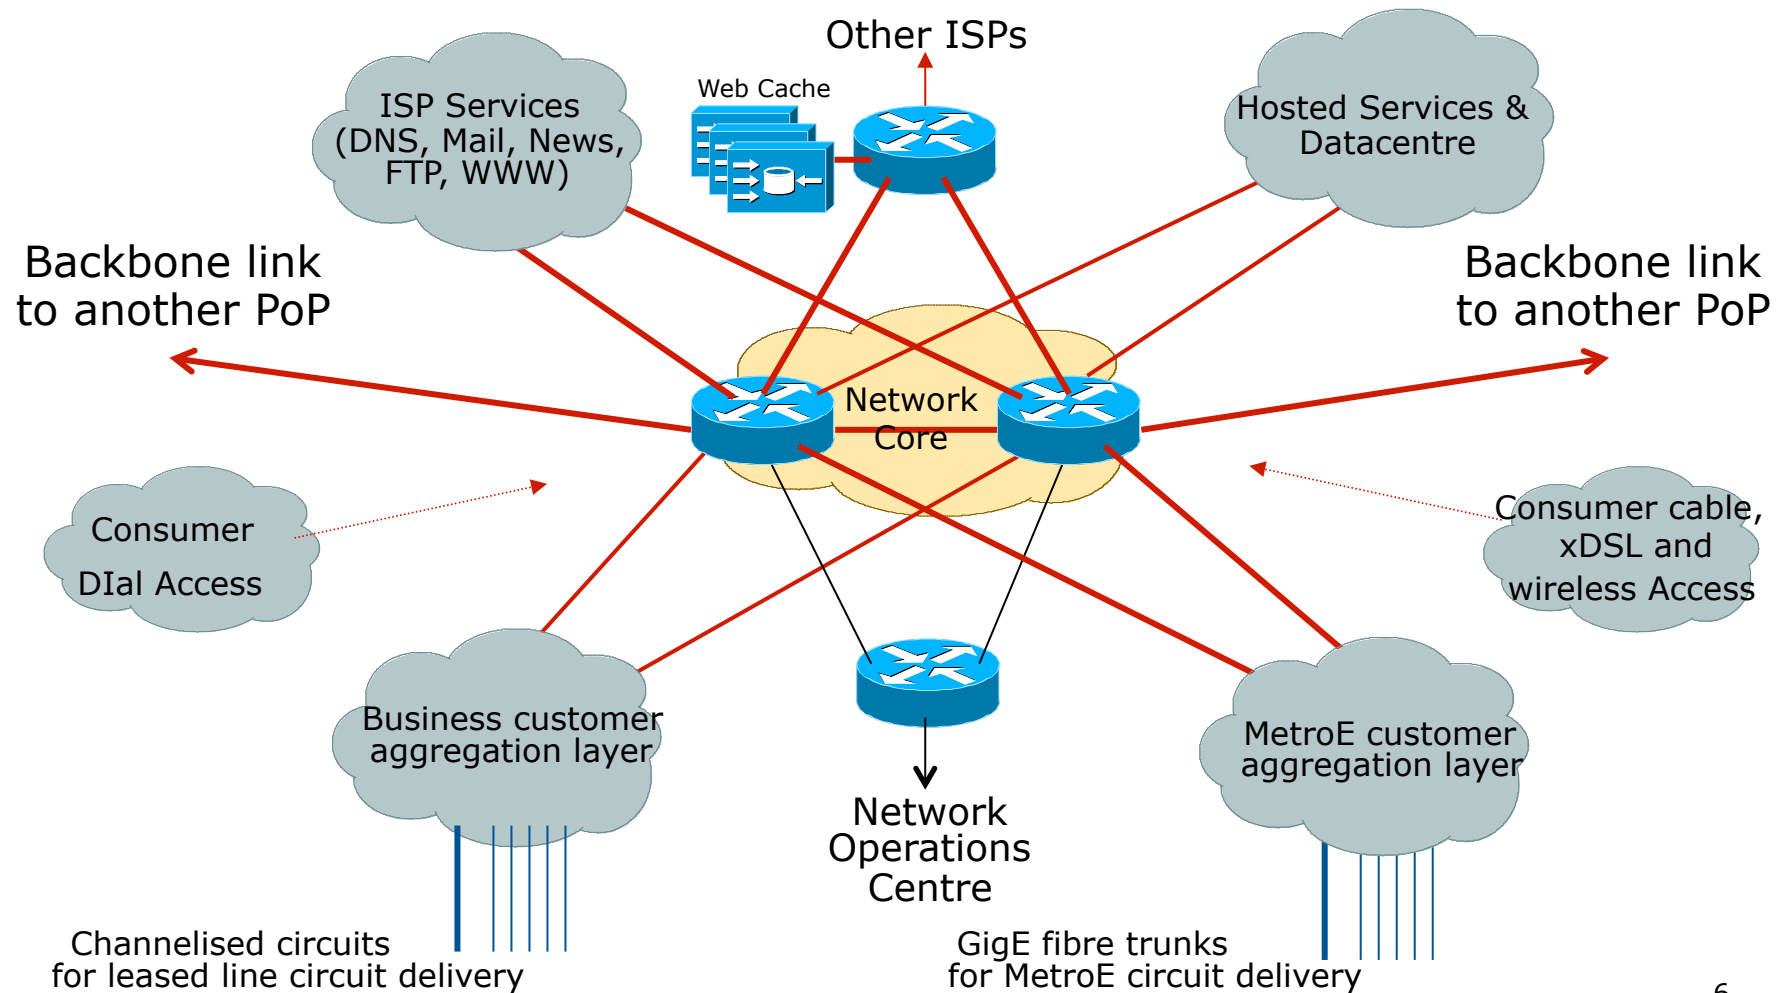 Other ISPs
Web Cache
ISP Services
(DNS, Mail, News,
FTP, WWW)
Hosted Services &
Datacentre
Backbone link
to another PoP
Backbone link
to another PoP
Network
Core
Consumer
DIal Access
Consumer cable,
xDSL and
wireless Access
Business customer
aggregation layer
MetroE customer
aggregation layer
Network
Operations
Centre
Channelised circuits
for leased line circuit delivery
GigE fibre trunks
for MetroE circuit delivery
6